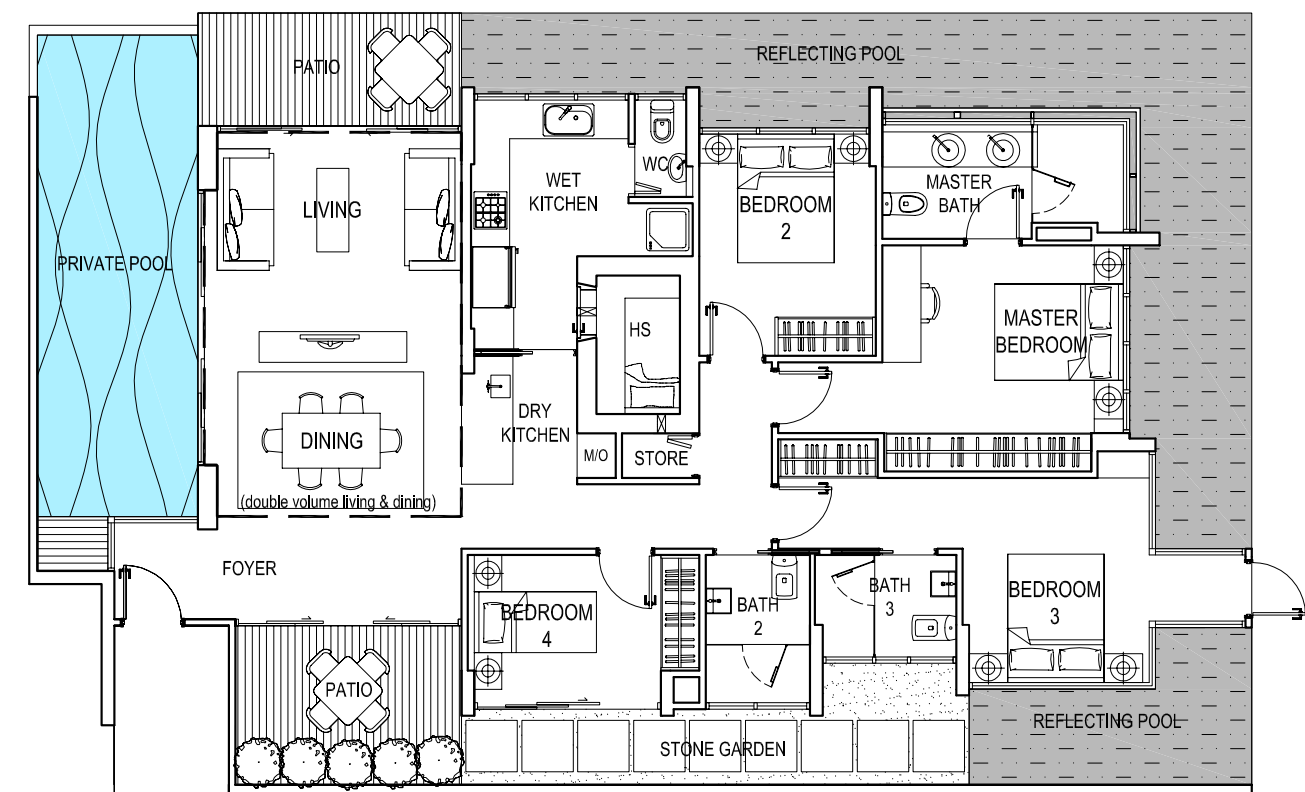 REFLECTING POOL
PATIO
WC
WET
KITCHEN
MASTER
BATH
BEDROOM
2
LIVING
PRIVATE POOL
HS
MASTER
BEDROOM
DRY
KITCHEN
DINING
M/O
STORE
(double volume living & dining)
FOYER
BEDROOM
4
BATH
2
BATH
3
BEDROOM
3
PATIO
REFLECTING POOL
STONE GARDEN